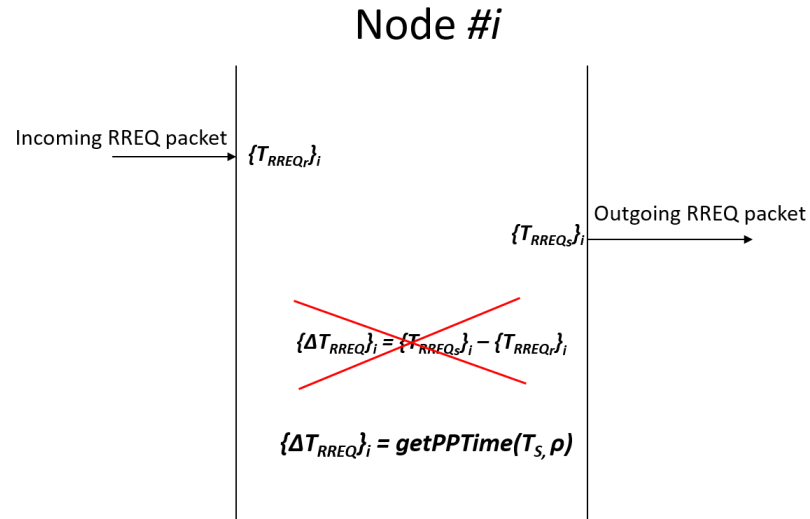 Node #i
Incoming RREQ packet
{T_RREQr}_i
Outgoing RREQ packet
{T_RREQs}_i
{ΔT_RREQ}_i = {T_RREQs}_i – {T_RREQr}_i
{ΔT_RREQ}_i = getPPTime(T_S, ρ)